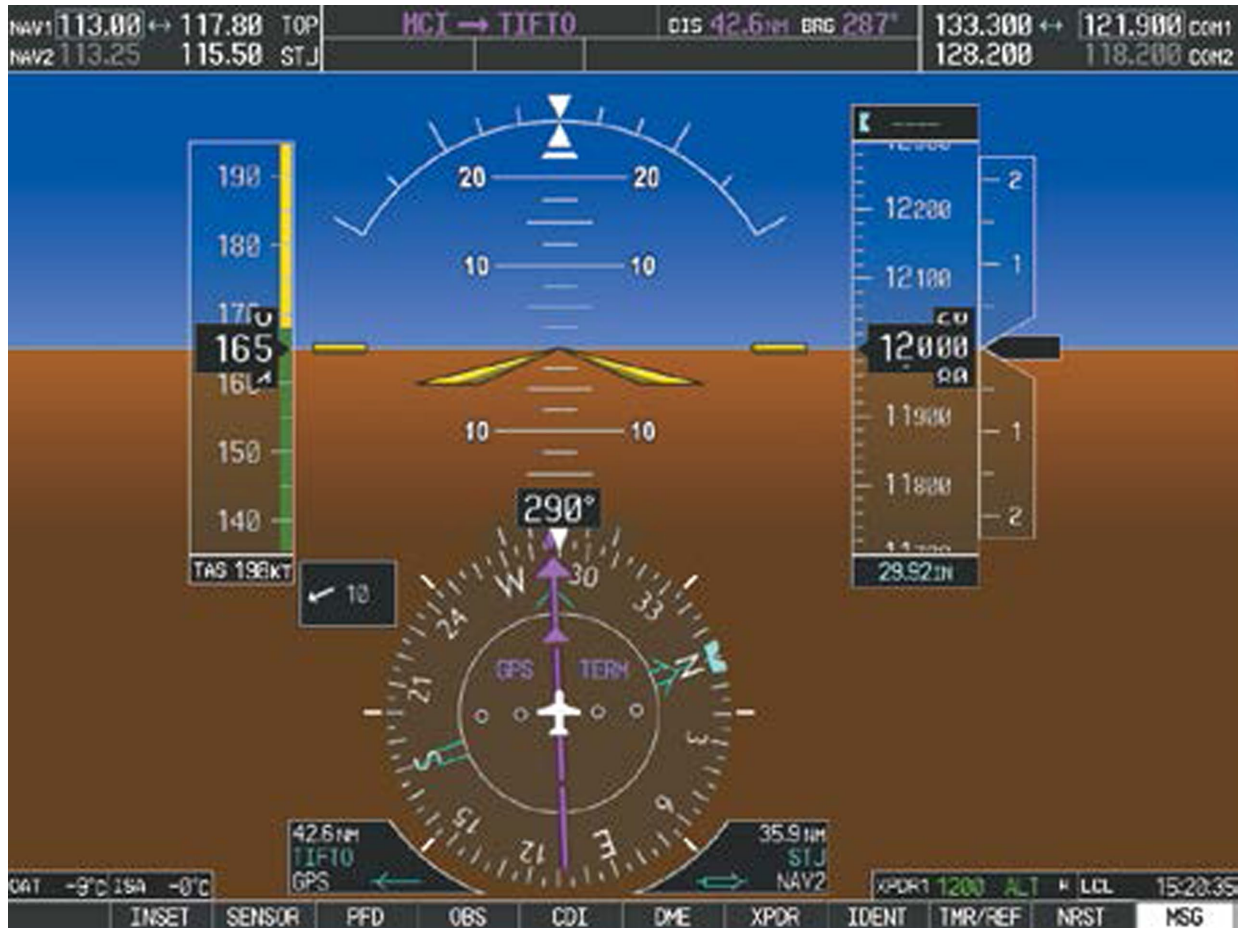 NAV1 113.00 ↔ 117.80 TOP
NAV2 113.25 115.50 STJ
MCI → TIFTO DIS 42.6NM BRG 287°
133.300 ↔ 121.900 COM1
128.200 118.200 COM2
190
180
170
165
160
150
140
TAS 198KT
20 20
10 10
10 10
12200
12100
20
12000
80
11900
11800
29.92IN
2
1
1
2
290°
10
W 30 33 N 3 6 E 12 15 S 21 24
GPS TERM
42.6NM
TIFTO
GPS
35.9NM
STJ
NAV2
OAT -9°C ISA -0°C
XPDR1 1200 ALT R LCL 15:20:35
INSET SENSOR PFD OBS CDI DME XPDR IDENT TMR/REF NRST MSG